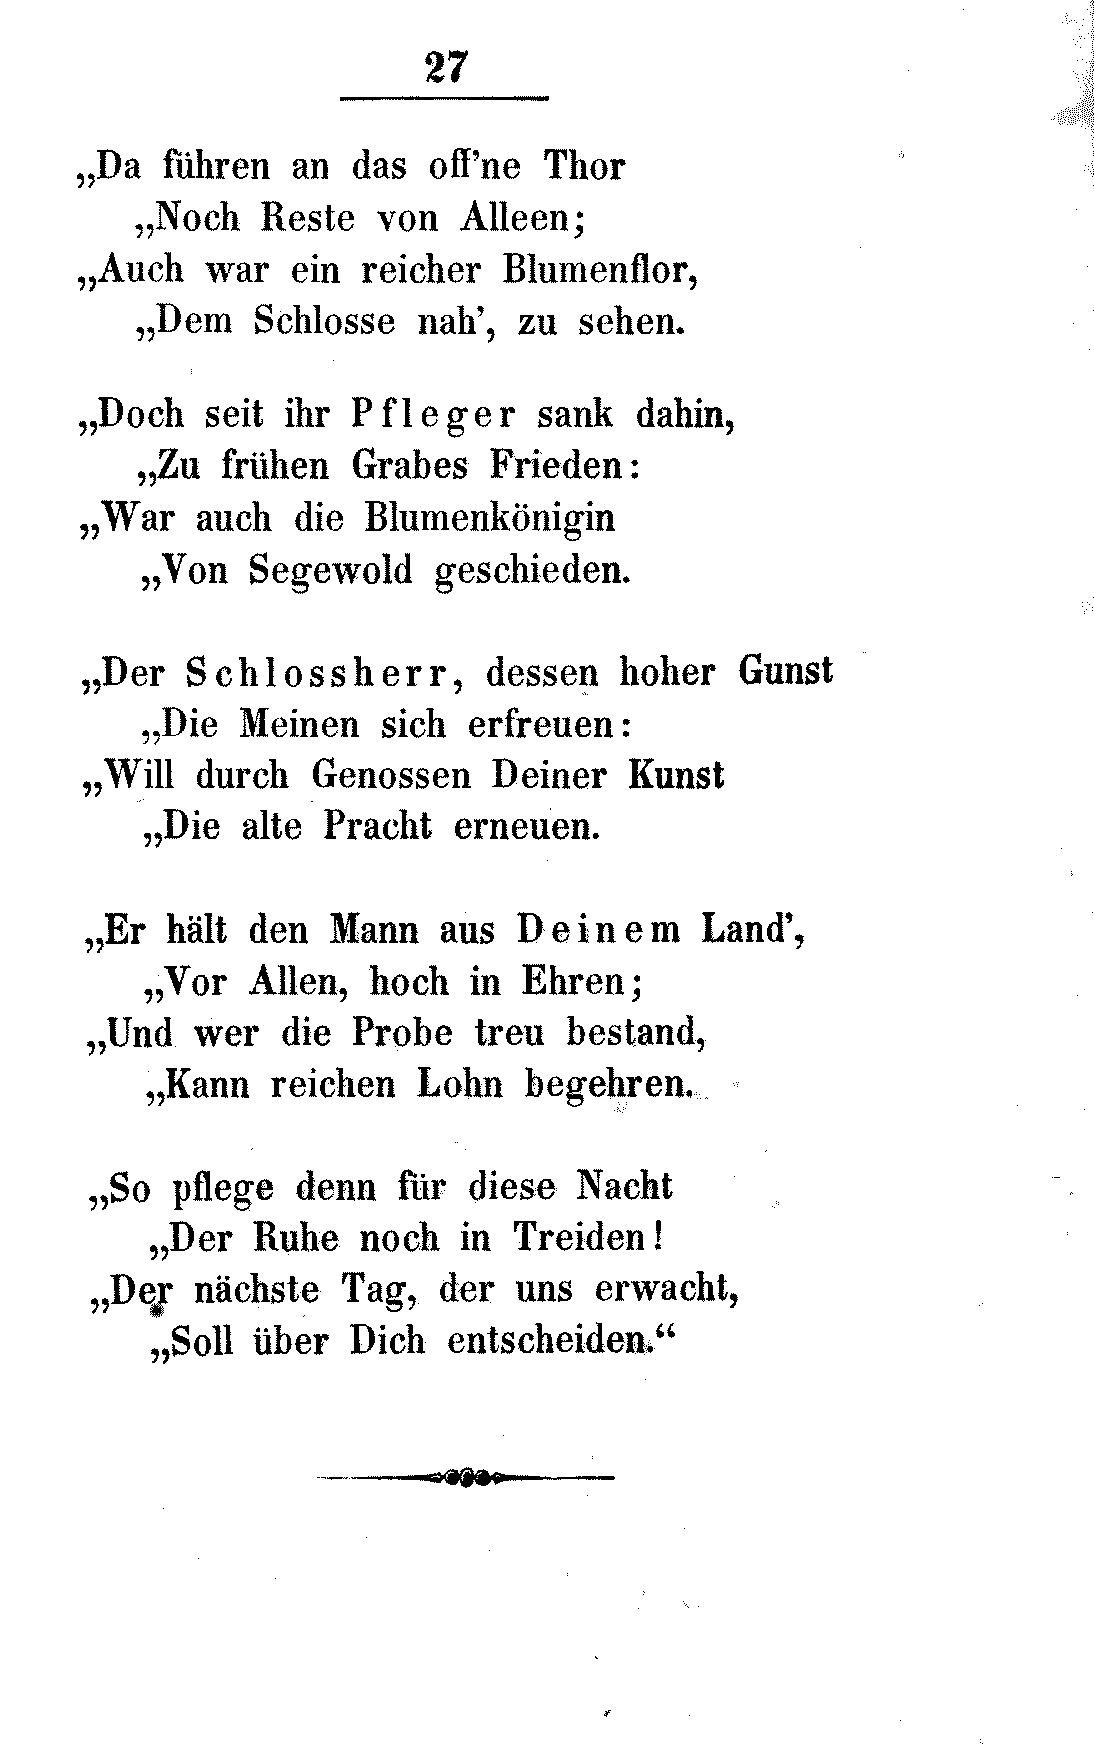 27
„Da führen an das off'ne Thor
„Noch Reste von Alleen;
„Auch war ein reicher Blumenflor,
„Dem Schlosse nah', zu sehen.
„Doch seit ihr Pfleger sank dahin,
„Zu frühen Grabes Frieden:
„War auch die Blumenkönigin
„Von Segewold geschieden.
„Der Schlossherr, dessen hoher Gunst
„Die Meinen sich erfreuen:
„Will durch Genossen Deiner Kunst
„Die alte Pracht erneuen.
„Er hält den Mann aus Deinem Land',
„Vor Allen, hoch in Ehren;
„Und wer die Probe treu bestand,
„Kann reichen Lohn begehren.
„So pflege denn für diese Nacht
„Der Ruhe noch in Treiden!
„Der nächste Tag, der uns erwacht,
„Soll über Dich entscheiden.“